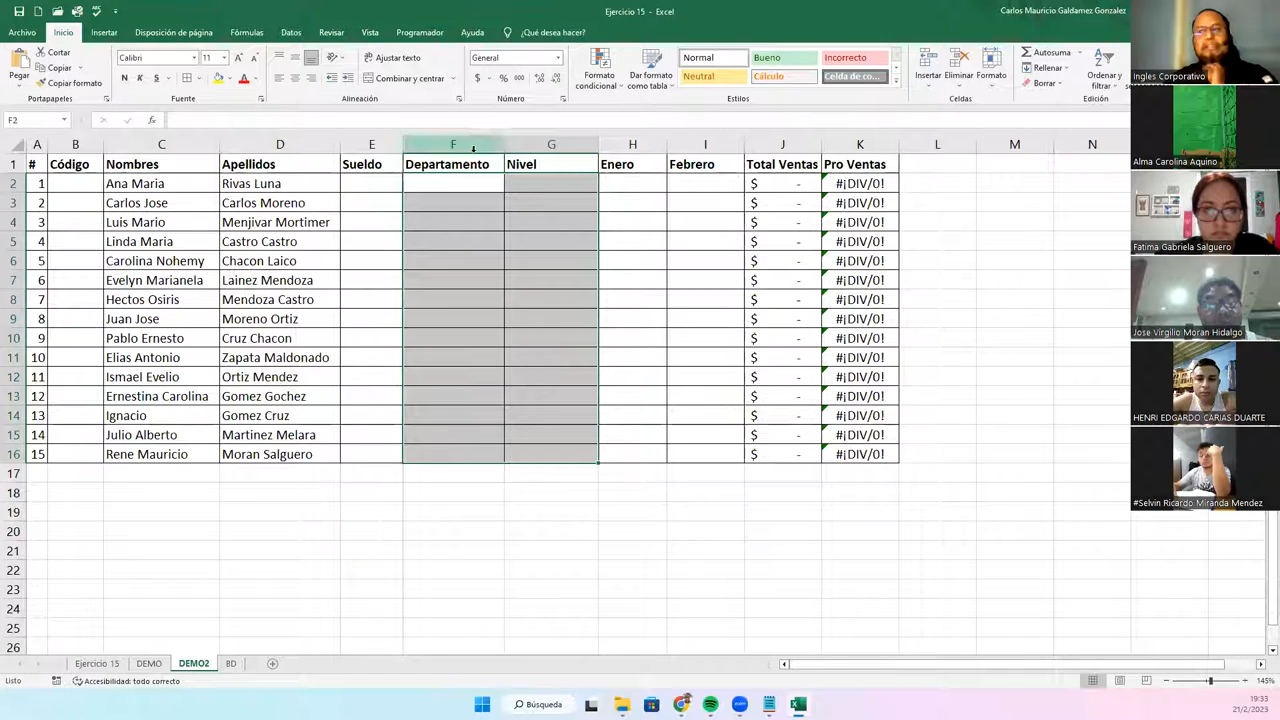 Ejercicio 15 - Excel
Carlos Mauricio Galdamez Gonzalez
Archivo Inicio Insertar Disposición de página Fórmulas Datos Revisar Vista Programador Ayuda ¿Qué desea hacer?
Pegar
Cortar
Copiar
Copiar formato
Portapapeles
Calibri 11
N K S
Fuente
Ajustar texto
Combinar y centrar
Alineación
General
$ % 000
Número
Formato condicional
Dar formato como tabla
Normal Bueno Incorrecto
Neutral Cálculo Celda de co...
Estilos
Insertar Eliminar Formato
Celdas
Autosuma
Rellenar
Borrar
Ordenar y filtrar
Edición
F2 fx
A B C D E F G H I J K L M N
1 # Código Nombres Apellidos Sueldo Departamento Nivel Enero Febrero Total Ventas Pro Ventas
2 1 Ana Maria Rivas Luna $ - #¡DIV/0!
3 2 Carlos Jose Carlos Moreno $ - #¡DIV/0!
4 3 Luis Mario Menjivar Mortimer $ - #¡DIV/0!
5 4 Linda Maria Castro Castro $ - #¡DIV/0!
6 5 Carolina Nohemy Chacon Laico $ - #¡DIV/0!
7 6 Evelyn Marianela Lainez Mendoza $ - #¡DIV/0!
8 7 Hectos Osiris Mendoza Castro $ - #¡DIV/0!
9 8 Juan Jose Moreno Ortiz $ - #¡DIV/0!
10 9 Pablo Ernesto Cruz Chacon $ - #¡DIV/0!
11 10 Elias Antonio Zapata Maldonado $ - #¡DIV/0!
12 11 Ismael Evelio Ortiz Mendez $ - #¡DIV/0!
13 12 Ernestina Carolina Gomez Gochez $ - #¡DIV/0!
14 13 Ignacio Gomez Cruz $ - #¡DIV/0!
15 14 Julio Alberto Martinez Melara $ - #¡DIV/0!
16 15 Rene Mauricio Moran Salguero $ - #¡DIV/0!
17
18
19
20
21
22
23
24
25
26
Ejercicio 15 DEMO DEMO2 BD
Listo Accesibilidad: todo correcto
145%
Búsqueda
19:33
21/2/2023
Ingles Corporativo
Alma Carolina Aquino
Fatima Gabriela Salguero
Jose Virgilio Moran Hidalgo
HENRI EDGARDO CARIAS DUARTE
#Selvin Ricardo Miranda Mendez